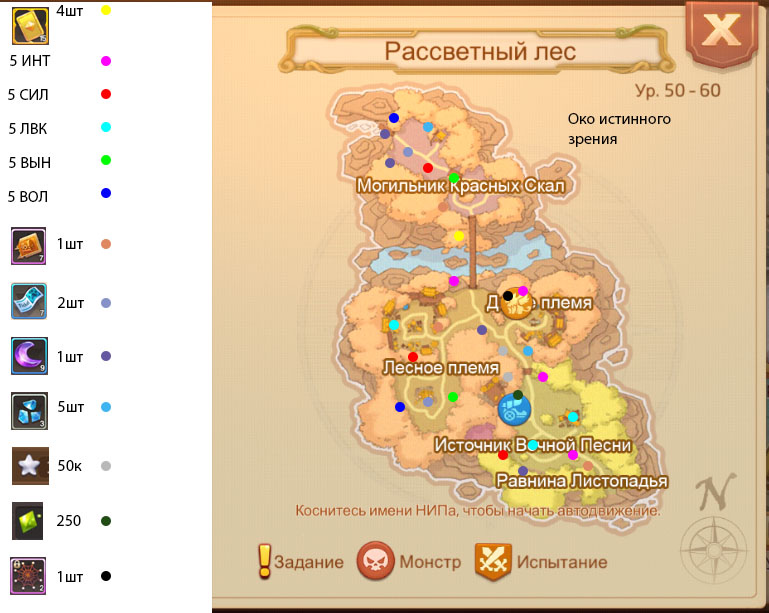 4шт
5 ИНТ
5 СИЛ
5 ЛВК
5 ВЫН
5 ВОЛ
1шт
2шт
1шт
5шт
50к
250
1шт
Рассветный лес
Ур. 50 - 60
Око истинного
зрения
Могильник Красных Скал
племя
Лесное племя
Источник Вечной Песни
Равнина Листопадья
Коснитесь имени НИПа, чтобы начать автодвижение.
N
Задание
Монстр
Испытание